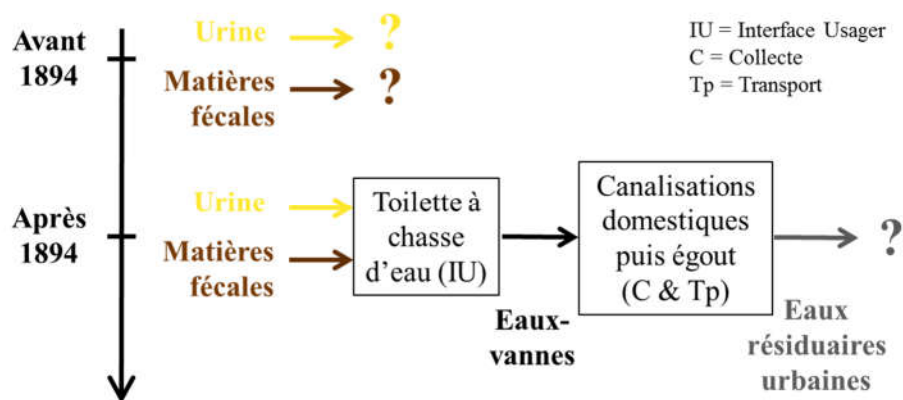 Avant
1894
Urine
?
Matières
fécales
?
IU = Interface Usager
C = Collecte
Tp = Transport
Après
1894
Urine
Matières
fécales
Toilette à
chasse
d'eau (IU)
Eaux-
vannes
Canalisations
domestiques
puis égout
(C & Tp)
?
Eaux
résiduaires
urbaines